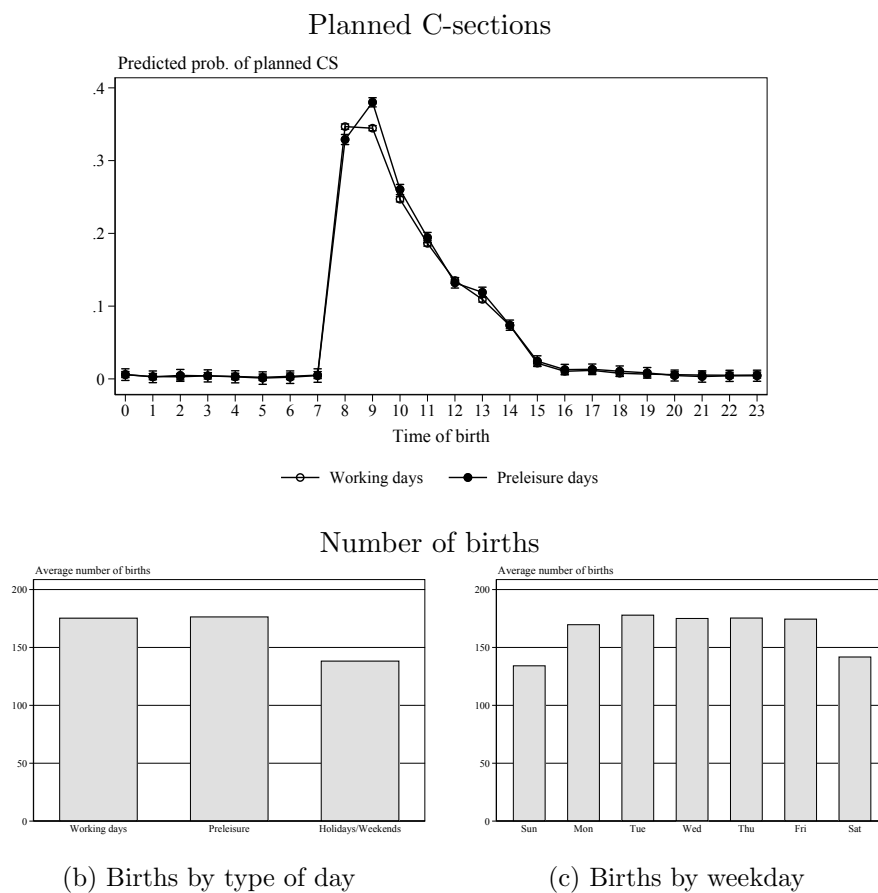 Planned C-sections
Predicted prob. of planned CS
.4
.3
.2
.1
0
0 1 2 3 4 5 6 7 8 9 10 11 12 13 14 15 16 17 18 19 20 21 22 23
Time of birth
Working days Preleisure days
Number of births
Average number of births
200
150
100
50
0
Working days Preleisure Holidays/Weekends
(b) Births by type of day
Average number of births
200
150
100
50
0
Sun Mon Tue Wed Thu Fri Sat
(c) Births by weekday